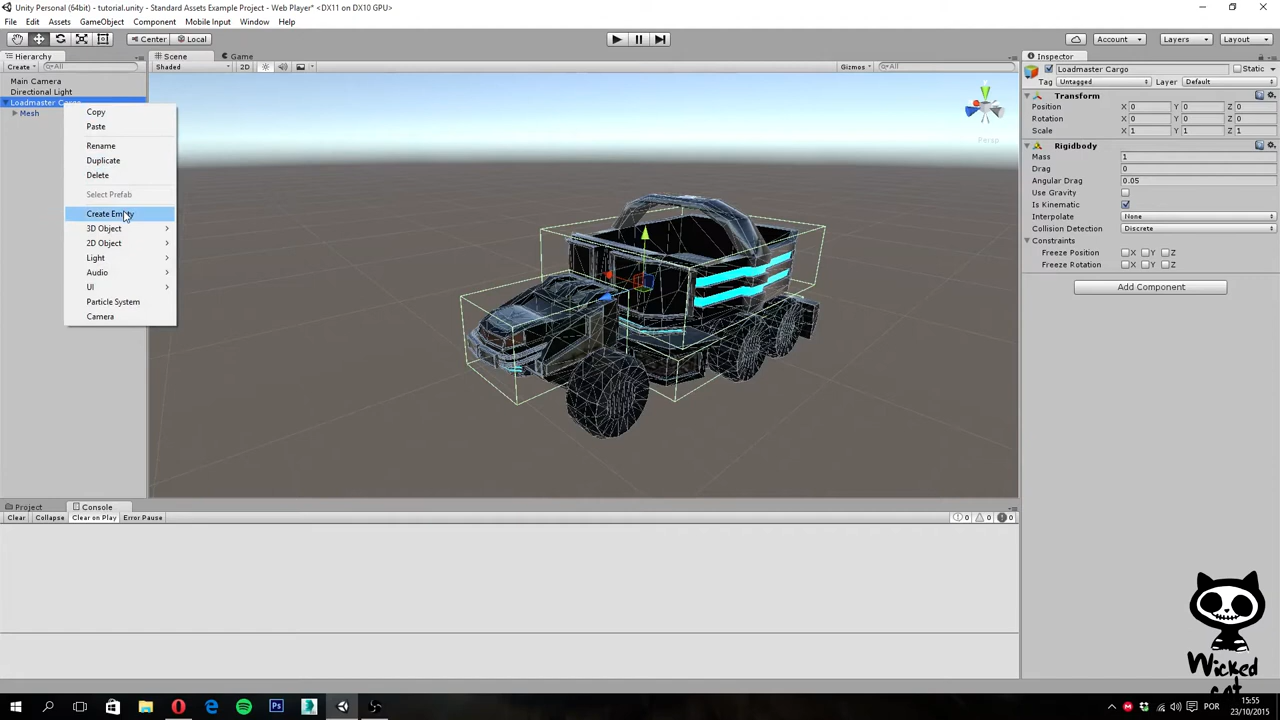 Unity Personal (64bit) - tutorial.unity - Standard Assets Example Project - Web Player* <DX11 on DX10 GPU>
File Edit Assets GameObject Component Mobile Input Window Help
Center Local Account Layers Layout
Hierarchy Scene Game Inspector
Create All Shaded 2D Gizmos All Loadmaster Cargo Static
Main Camera Tag Untagged Layer Default
Directional Light
Loadmaster Cargo
Mesh
Copy
Paste
Rename
Duplicate
Delete
Select Prefab
Create Empty
3D Object
2D Object
Light
Audio
UI
Particle System
Camera
y
Persp
Transform
Position X 0 Y 0 Z 0
Rotation X 0 Y 0 Z 0
Scale X 1 Y 1 Z 1
Rigidbody
Mass 1
Drag 0
Angular Drag 0.05
Use Gravity
Is Kinematic
Interpolate None
Collision Detection Discrete
Constraints
Freeze Position X Y Z
Freeze Rotation X Y Z
Add Component
Project Console
Clear Collapse Clear on Play Error Pause 0 0 0
Wicked
cat
POR 15:55
23/10/2015